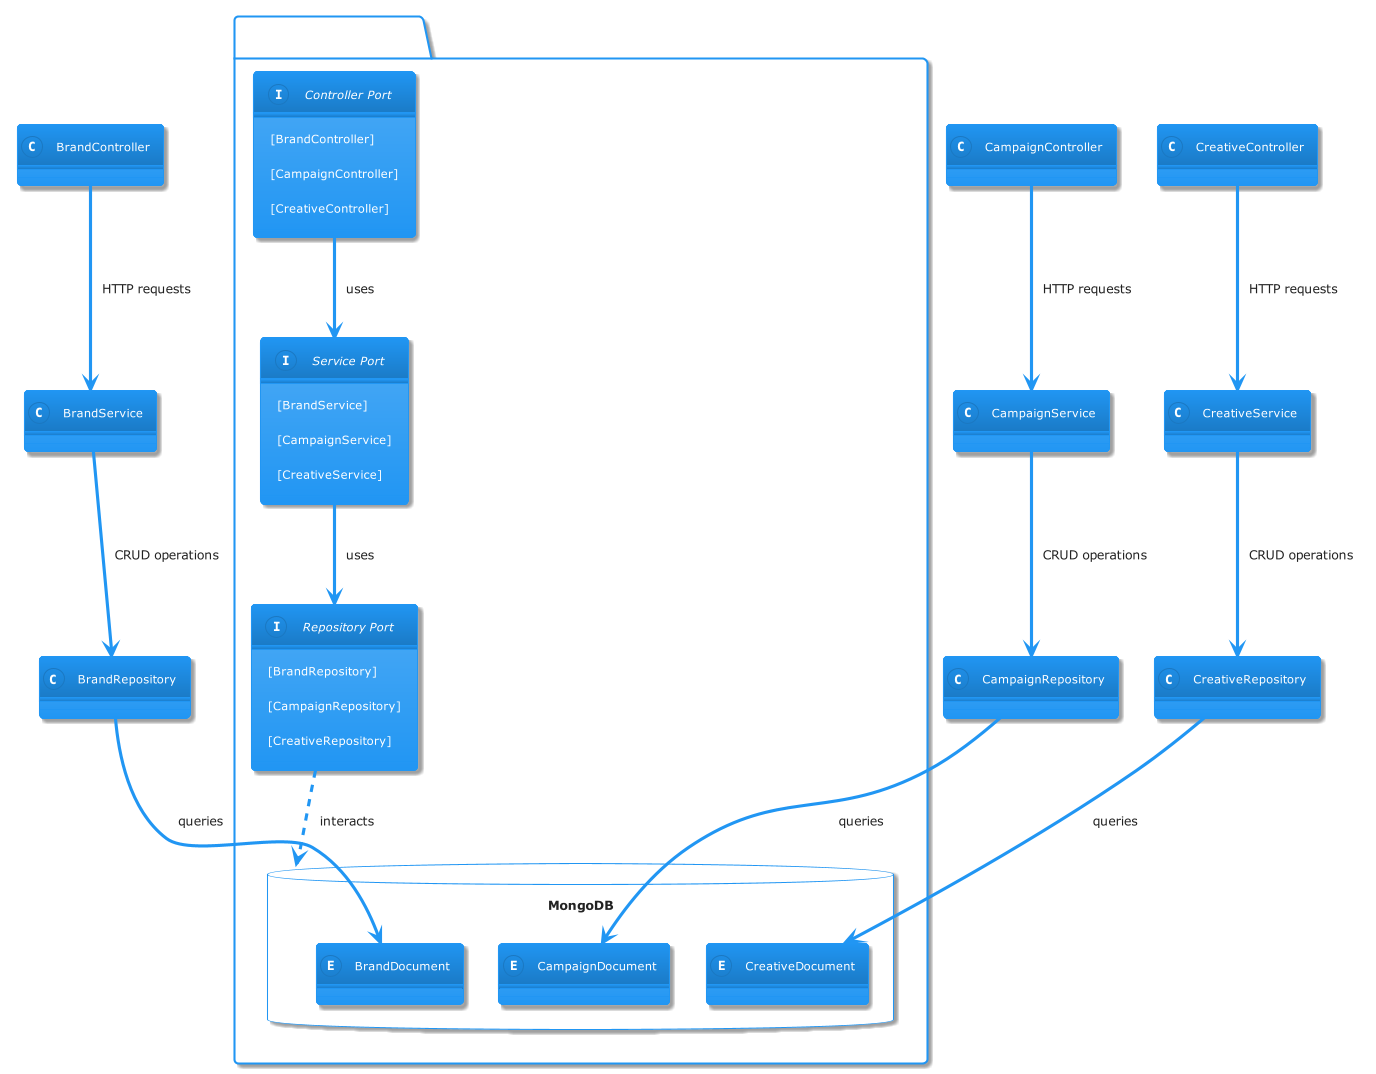 I Controller Port
[BrandController]
[CampaignController]
[CreativeController]
C BrandController
C CampaignController
C CreativeController
HTTP requests
uses
HTTP requests
HTTP requests
I Service Port
[BrandService]
[CampaignService]
[CreativeService]
C BrandService
C CampaignService
C CreativeService
CRUD operations
uses
CRUD operations
CRUD operations
I Repository Port
[BrandRepository]
[CampaignRepository]
[CreativeRepository]
C BrandRepository
C CampaignRepository
C CreativeRepository
queries
interacts
queries
queries
MongoDB
E BrandDocument
E CampaignDocument
E CreativeDocument